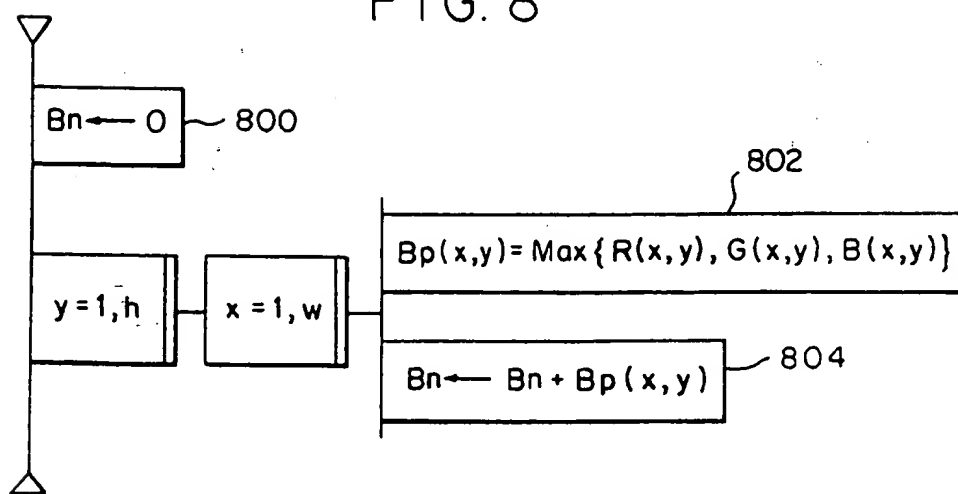 FIG. 8
Bn ← 0
800
802
Bp(x,y) = Max{R(x,y), G(x,y), B(x,y)}
y = 1, h
x = 1, w
Bn ← Bn + Bp(x,y)
804